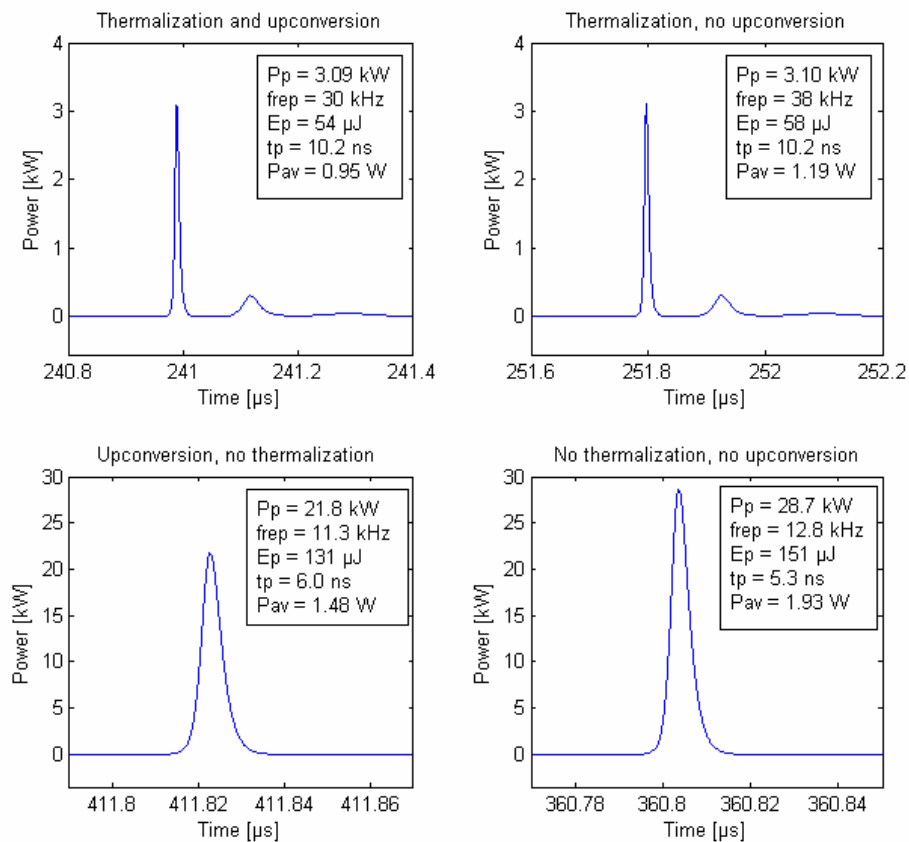 Thermalization and upconversion
4
3
2
1
0
Power [kW]
Pp = 3.09 kW
frep = 30 kHz
Ep = 54 µJ
tp = 10.2 ns
Pav = 0.95 W
240.8 241 241.2 241.4
Time [µs]
Thermalization, no upconversion
4
3
2
1
0
Power [kW]
Pp = 3.10 kW
frep = 38 kHz
Ep = 58 µJ
tp = 10.2 ns
Pav = 1.19 W
251.6 251.8 252 252.2
Time [µs]
Upconversion, no thermalization
30
25
20
15
10
5
0
Power [kW]
Pp = 21.8 kW
frep = 11.3 kHz
Ep = 131 µJ
tp = 6.0 ns
Pav = 1.48 W
411.8 411.82 411.84 411.86
Time [µs]
No thermalization, no upconversion
30
25
20
15
10
5
0
Power [kW]
Pp = 28.7 kW
frep = 12.8 kHz
Ep = 151 µJ
tp = 5.3 ns
Pav = 1.93 W
360.78 360.8 360.82 360.84
Time [µs]